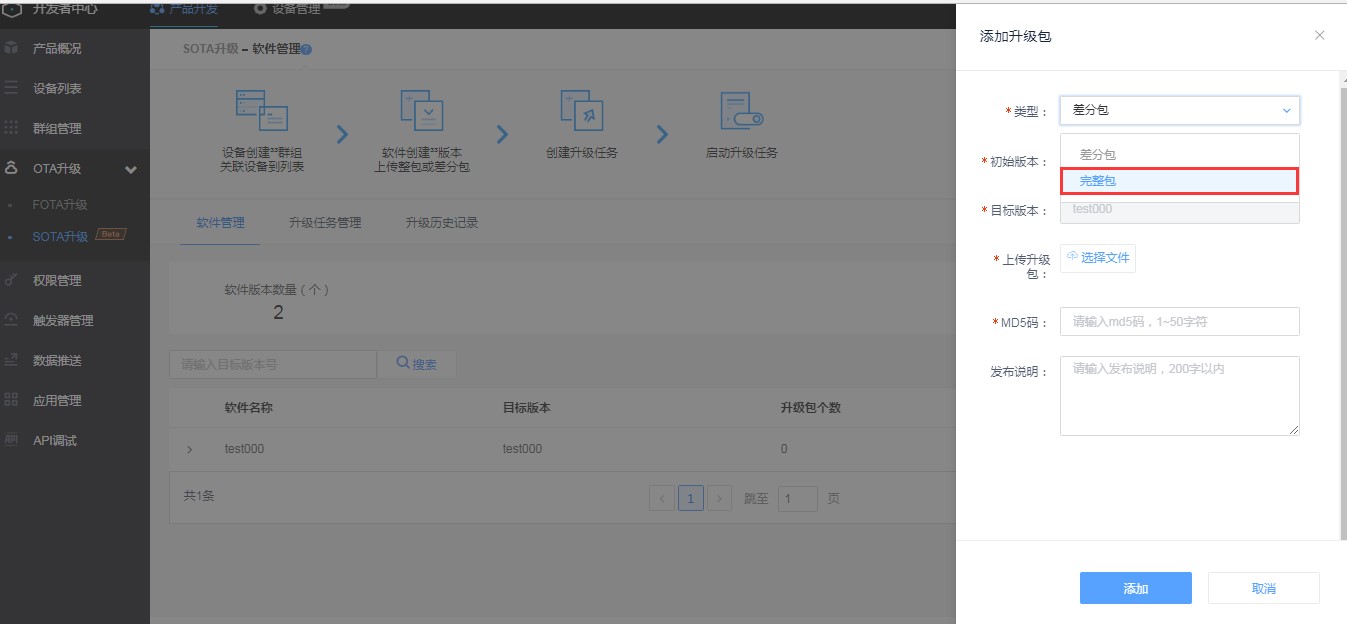 开发者中心
产品开发
设备管理
产品概况
设备列表
群组管理
OTA升级
FOTA升级
SOTA升级 Beta
权限管理
触发器管理
数据推送
应用管理
API调试
SOTA升级 – 软件管理 ?
设备创建"群组
关联设备到列表
软件创建"版本
上传整包或差分包
创建升级任务
启动升级任务
软件管理 升级任务管理 升级历史记录
软件版本数量（个）
2
请输入目标版本号 搜索
软件名称 目标版本 升级包个数
test000 test000 0
共1条 1 跳至 1 页
添加升级包
*类型： 差分包
差分包
完整包
*初始版本：
*目标版本： test000
*上传升级
包：
选择文件
*MD5码： 请输入md5码，1~50字符
发布说明： 请输入发布说明，200字以内
添加 取消